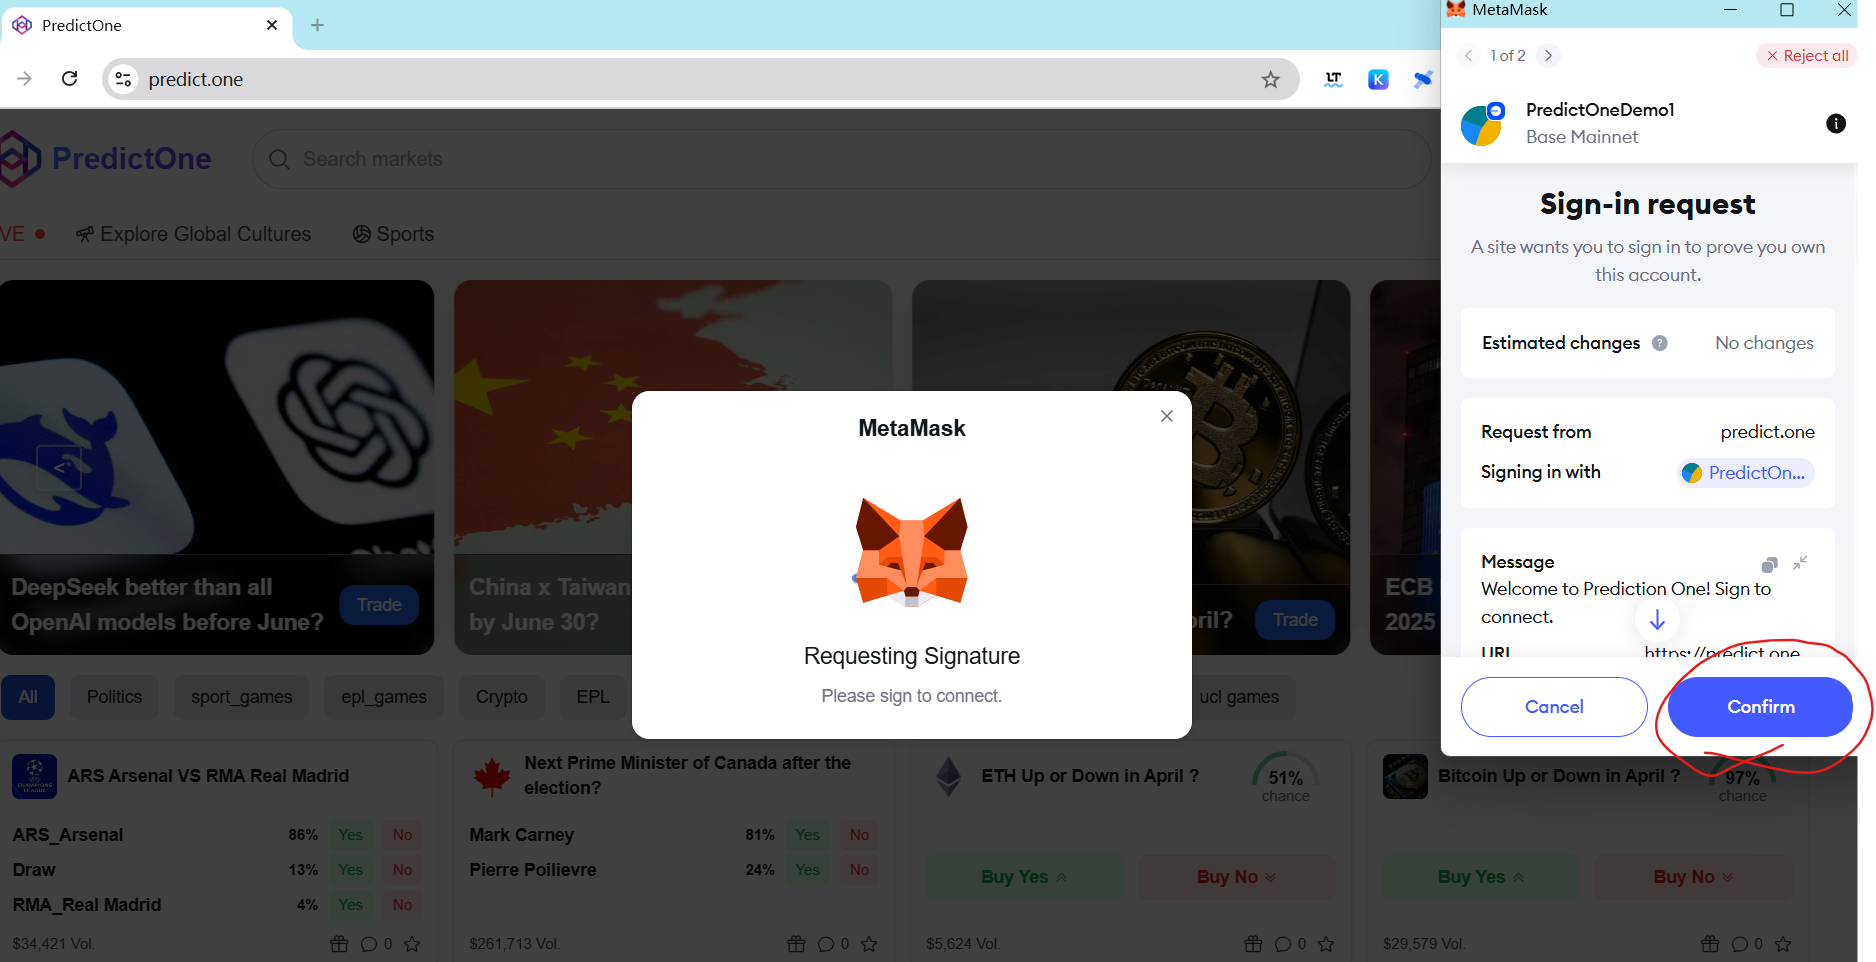 PredictOne
predict.one
LT
K
PredictOne
Search markets
VE
Explore Global Cultures
Sports
DeepSeek better than all
OpenAI models before June?
Trade
China x Taiwan
by June 30?
ril?
Trade
ECB
2025
MetaMask
Requesting Signature
Please sign to connect.
All
Politics
sport_games
epl_games
Crypto
EPL
ucl games
CHAMPIONS
LEAGUE
ARS Arsenal VS RMA Real Madrid
ARS_Arsenal 86% Yes No
Draw 13% Yes No
RMA_Real Madrid 4% Yes No
$34,421 Vol. 0
Next Prime Minister of Canada after the
election?
Mark Carney 81% Yes No
Pierre Poilievre 24% Yes No
$261,713 Vol. 0
ETH Up or Down in April ?
51%
chance
Buy Yes Buy No
$5,624 Vol. 0
Bitcoin Up or Down in April ?
97%
chance
Buy Yes Buy No
$29,579 Vol. 0
MetaMask
1 of 2
Reject all
PredictOneDemo1
Base Mainnet
Sign-in request
A site wants you to sign in to prove you own
this account.
Estimated changes ? No changes
Request from predict.one
Signing in with PredictOn...
Message
Welcome to Prediction One! Sign to
connect.
URL https://predict.one
Cancel
Confirm